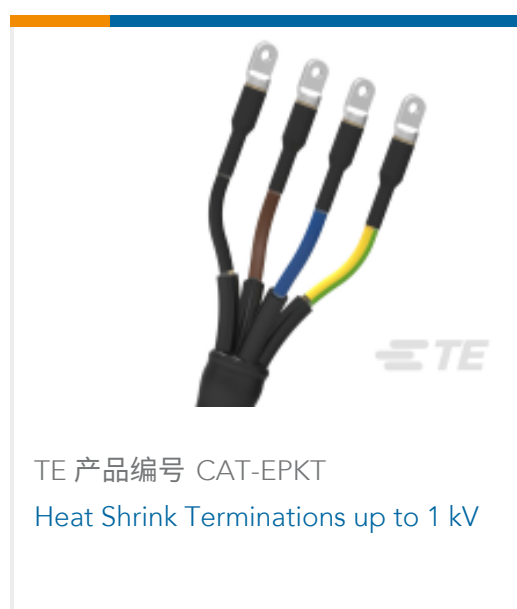 TE
TE 产品编号 CAT-EPKT
Heat Shrink Terminations up to 1 kV